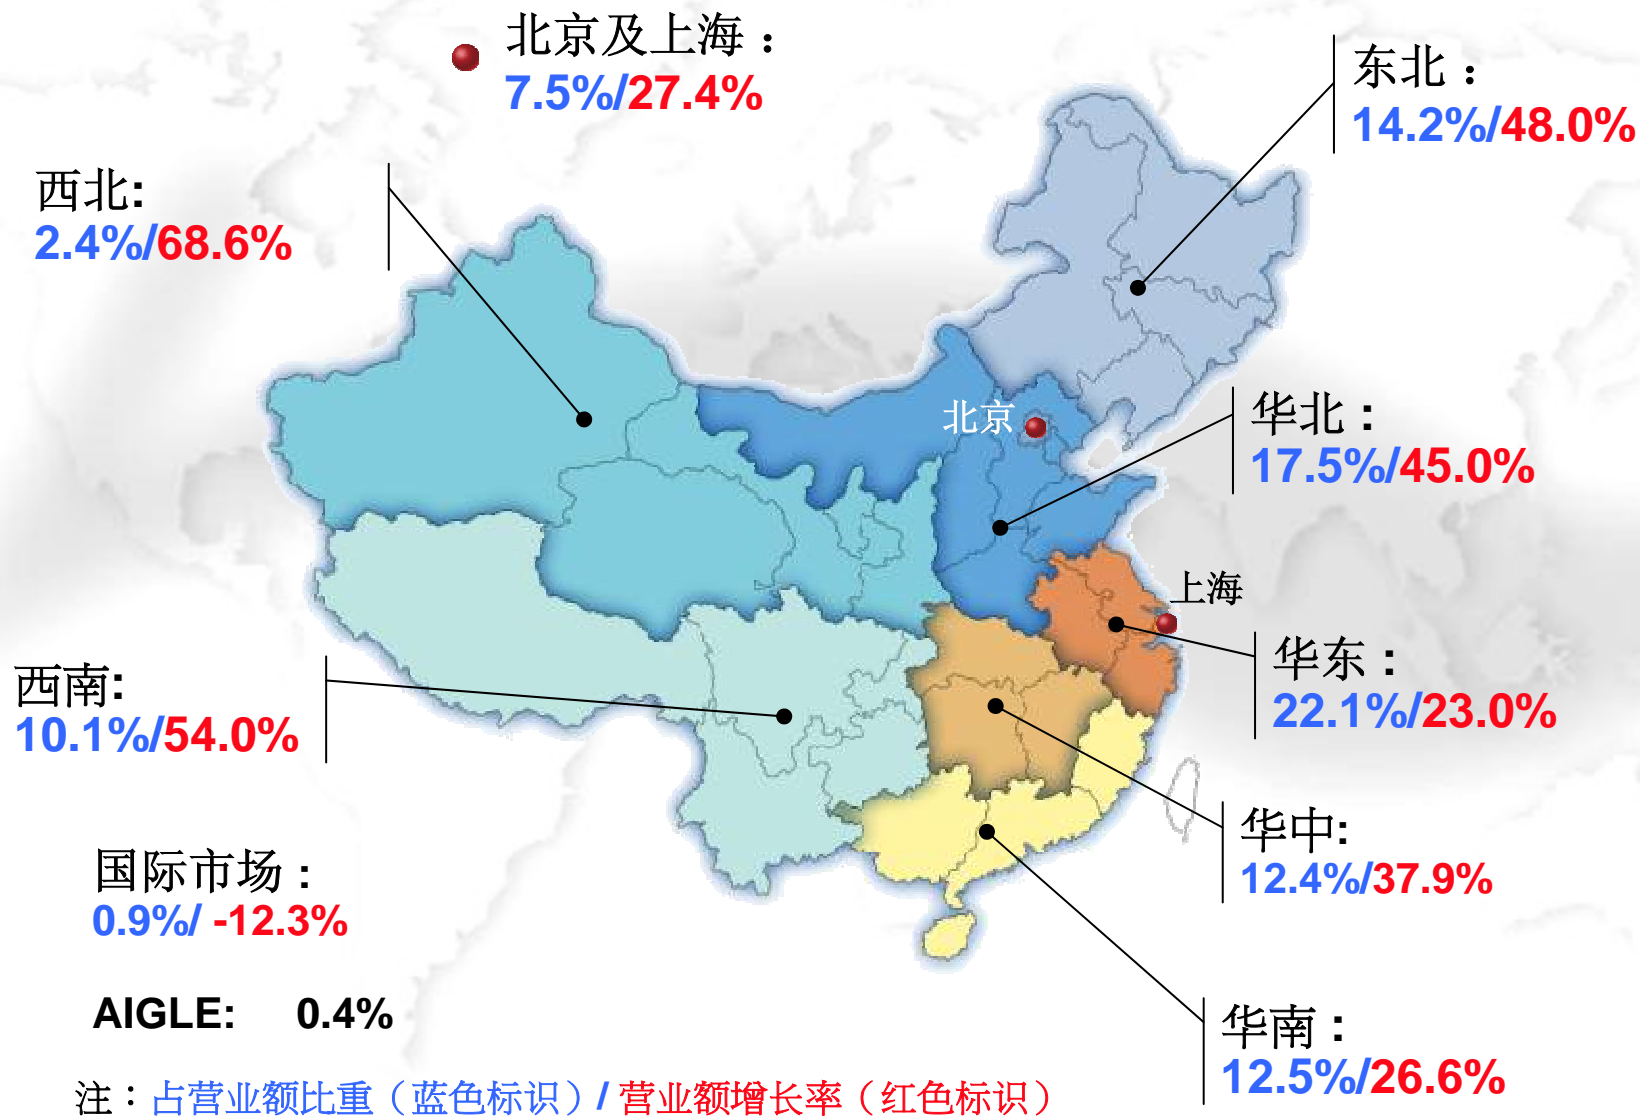 北京及上海：
7.5%/27.4%
东北：
14.2%/48.0%
西北:
2.4%/68.6%
北京
华北：
17.5%/45.0%
上海
华东：
22.1%/23.0%
西南:
10.1%/54.0%
华中:
12.4%/37.9%
国际市场：
0.9%/ -12.3%
AIGLE: 0.4%
华南：
12.5%/26.6%
注：占营业额比重（蓝色标识）/ 营业额增长率（红色标识）